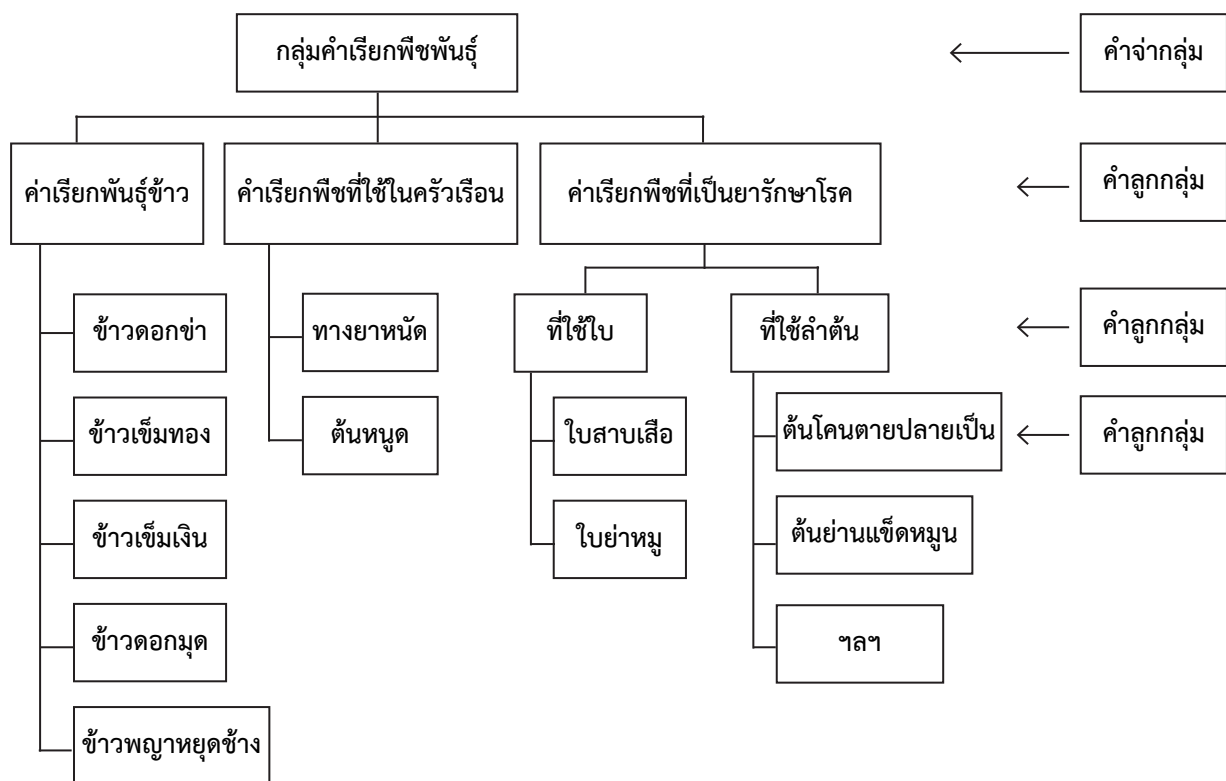 กลุ่มคำเรียกพืชพันธุ์
คำจ่ากลุ่ม
ค่าเรียกพันธุ์ข้าว
คำเรียกพืชที่ใช้ในครัวเรือน
ค่าเรียกพืชที่เป็นยารักษาโรค
คำลูกกลุ่ม
ข้าวดอกข่า
ทางยาหนัด
ที่ใช้ใบ
ที่ใช้ลำต้น
คำลูกกลุ่ม
ข้าวเข็มทอง
ต้นหนูด
ใบสาบเสือ
ต้นโคนตายปลายเป็น
คำลูกกลุ่ม
ข้าวเข็มเงิน
ใบย่าหมู
ต้นย่านแข็ดหมูน
ข้าวดอกมุด
ฯลฯ
ข้าวพญาหยุดช้าง